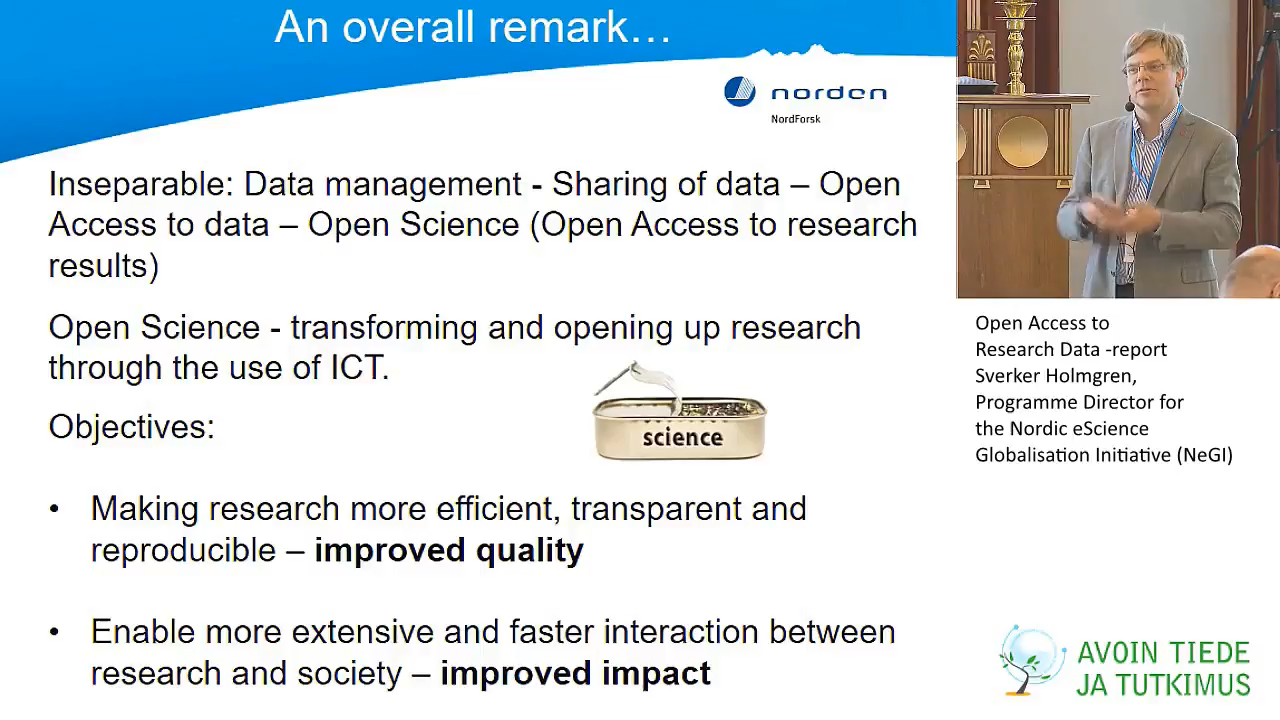 An overall remark…
norden
NordForsk
Inseparable: Data management - Sharing of data – Open
Access to data – Open Science (Open Access to research
results)
Open Science - transforming and opening up research
through the use of ICT.
science
Objectives:
• Making research more efficient, transparent and
reproducible – improved quality
• Enable more extensive and faster interaction between
research and society – improved impact
Open Access to
Research Data -report
Sverker Holmgren,
Programme Director for
the Nordic eScience
Globalisation Initiative (NeGI)
AVOIN TIEDE
JA TUTKIMUS